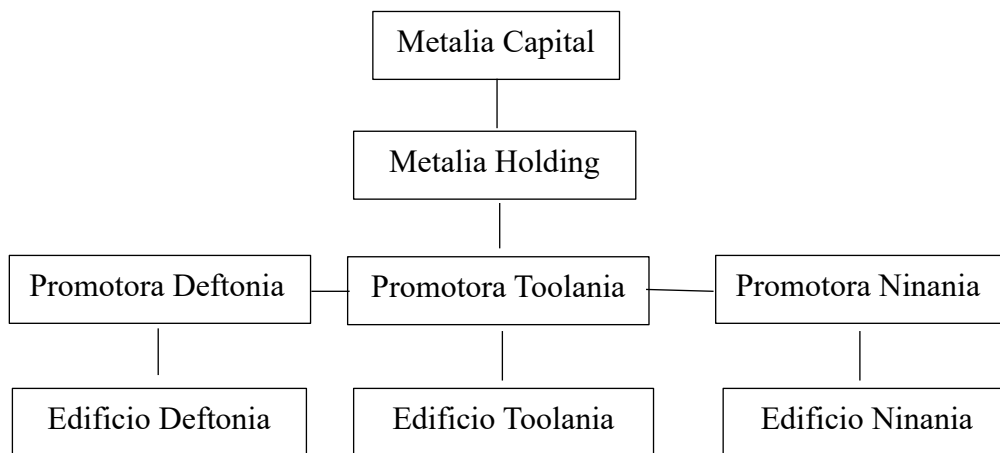 Metalia Capital
Metalia Holding
Promotora Deftonia
Promotora Toolania
Promotora Ninania
Edificio Deftonia
Edificio Toolania
Edificio Ninania